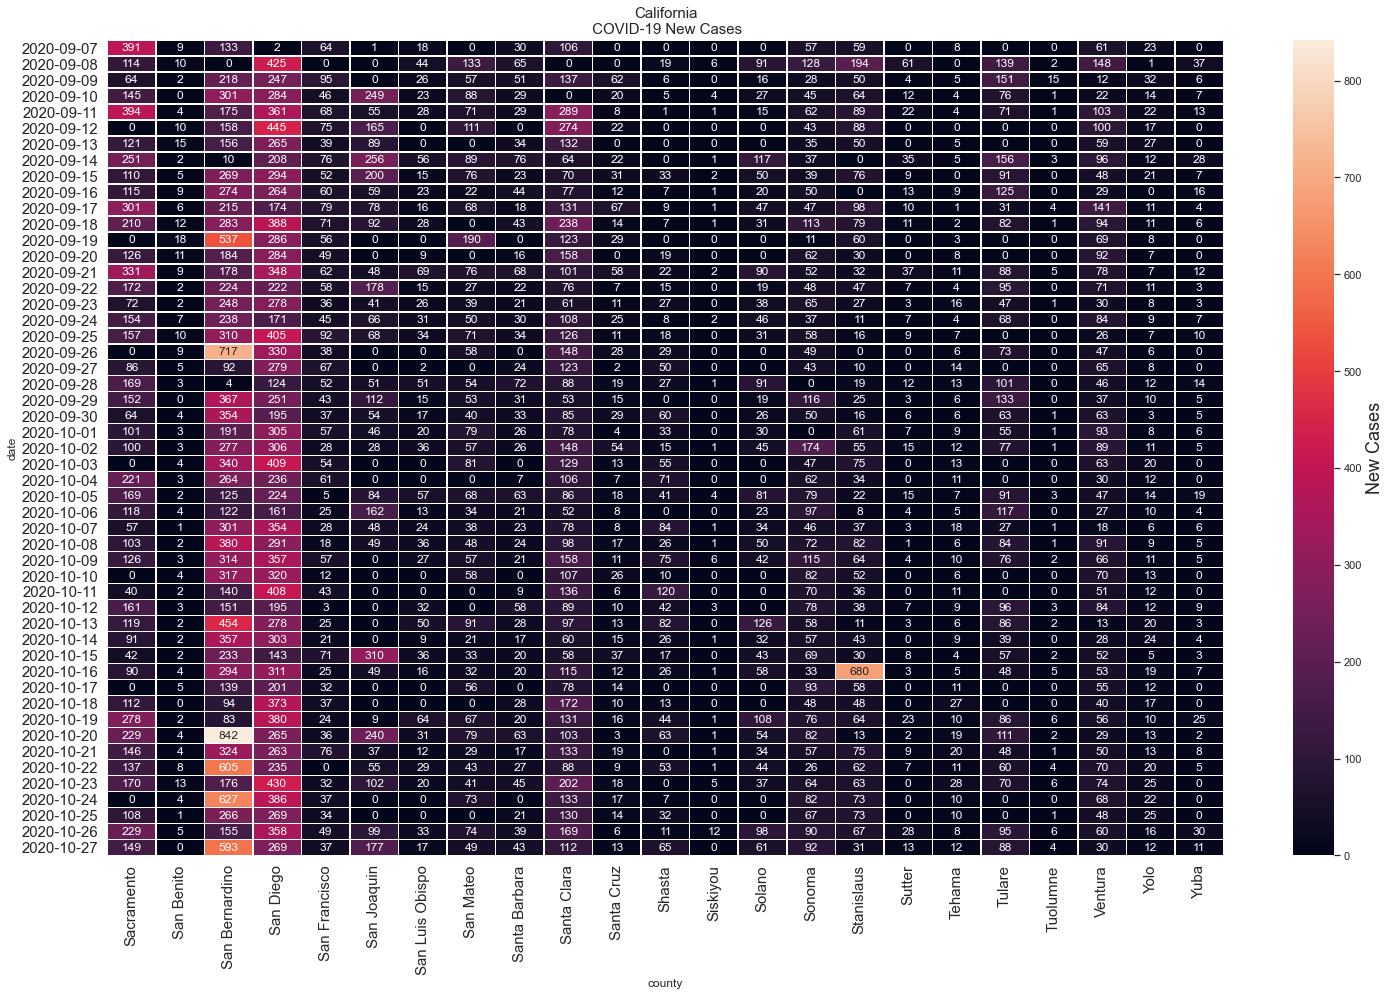 California
COVID-19 New Cases
2020-09-07 391 9 133 2 64 1 18 0 30 106 0 0 0 0 57 59 0 8 0 0 61 23 0
2020-09-08 114 10 0 425 0 0 44 133 65 0 0 19 6 91 128 194 61 0 139 2 148 1 37
2020-09-09 64 2 218 247 95 0 26 57 51 137 62 6 0 16 28 50 4 5 151 15 12 32 6
2020-09-10 145 0 301 284 46 249 23 88 29 0 20 5 4 27 45 64 12 4 76 1 22 14 7
2020-09-11 394 4 175 361 68 55 28 71 29 289 8 1 1 15 62 89 22 4 71 1 103 22 13
2020-09-12 0 10 158 445 75 165 0 111 0 274 22 0 0 0 43 88 0 0 0 0 100 17 0
2020-09-13 121 15 156 265 39 89 0 0 34 132 0 0 0 0 35 50 0 5 0 0 59 27 0
2020-09-14 251 2 10 208 76 256 56 89 76 64 22 0 1 117 37 0 35 5 156 3 96 12 28
2020-09-15 110 5 269 294 52 200 15 76 23 70 31 33 2 50 39 76 9 0 91 0 48 21 7
2020-09-16 115 9 274 264 60 59 23 22 44 77 12 7 1 20 50 0 13 9 125 0 29 0 16
2020-09-17 301 6 215 174 79 78 16 68 18 131 67 9 1 47 47 98 10 1 31 4 141 11 4
2020-09-18 210 12 283 388 71 92 28 0 43 238 14 7 1 31 113 79 11 2 82 1 94 11 6
2020-09-19 0 18 537 286 56 0 0 190 0 123 29 0 0 0 11 60 0 3 0 0 69 8 0
2020-09-20 126 11 184 284 49 0 9 0 16 158 0 19 0 0 62 30 0 8 0 0 92 7 0
2020-09-21 331 9 178 348 62 48 69 76 68 101 58 22 2 90 52 32 37 11 88 5 78 7 12
2020-09-22 172 2 224 222 58 178 15 27 22 76 7 15 0 19 48 47 7 4 95 0 71 11 3
2020-09-23 72 2 248 278 36 41 26 39 21 61 11 27 0 38 65 27 3 16 47 1 30 8 3
2020-09-24 154 7 238 171 45 66 31 50 30 108 25 8 2 46 37 11 7 4 68 0 84 9 7
2020-09-25 157 10 310 405 92 68 34 71 34 126 11 18 0 31 58 16 9 7 0 0 26 7 10
2020-09-26 0 9 717 330 38 0 0 58 0 148 28 29 0 0 49 0 0 6 73 0 47 6 0
2020-09-27 86 5 92 279 67 0 2 0 24 123 2 50 0 0 43 10 0 14 0 0 65 8 0
2020-09-28 169 3 4 124 52 51 51 54 72 88 19 27 1 91 0 19 12 13 101 0 46 12 14
2020-09-29 152 0 367 251 43 112 15 53 31 53 15 0 0 19 116 25 3 6 133 0 37 10 5
2020-09-30 64 4 354 195 37 54 17 40 33 85 29 60 0 26 50 16 6 6 63 1 63 3 5
2020-10-01 101 3 191 305 57 46 20 79 26 78 4 33 0 30 0 61 7 9 55 1 93 8 6
2020-10-02 100 3 277 306 28 28 36 57 26 148 54 15 1 45 174 55 15 12 77 1 89 11 5
2020-10-03 0 4 340 409 54 0 0 81 0 129 13 55 0 0 47 75 0 13 0 0 63 20 0
2020-10-04 221 3 264 236 61 0 0 0 7 106 7 71 0 0 62 34 0 11 0 0 30 12 0
2020-10-05 169 2 125 224 5 84 57 68 63 86 18 41 4 81 79 22 15 7 91 3 47 14 19
2020-10-06 118 4 122 161 25 162 13 34 21 52 8 0 0 23 97 8 4 5 117 0 27 10 4
2020-10-07 57 1 301 354 28 48 24 38 23 78 8 84 1 34 46 37 3 18 27 1 18 6 6
2020-10-08 103 2 380 291 18 49 36 48 24 98 17 26 1 50 72 82 1 6 84 1 91 9 5
2020-10-09 126 3 314 357 57 0 27 57 21 158 11 75 6 42 115 64 4 10 76 2 66 11 5
2020-10-10 0 4 317 320 12 0 0 58 0 107 26 10 0 0 82 52 0 6 0 0 70 13 0
2020-10-11 40 2 140 408 43 0 0 0 9 136 6 120 0 0 70 36 0 11 0 0 51 12 0
2020-10-12 161 3 151 195 3 0 32 0 58 89 10 42 3 0 78 38 7 9 96 3 84 12 9
2020-10-13 119 2 454 278 25 0 50 91 28 97 13 82 0 126 58 11 3 6 86 2 13 20 3
2020-10-14 91 2 357 303 21 0 9 21 17 60 15 26 1 32 57 43 0 9 39 0 28 24 4
2020-10-15 42 2 233 143 71 310 36 33 20 58 37 17 0 43 69 30 8 4 57 2 52 5 3
2020-10-16 90 4 294 311 25 49 16 32 20 115 12 26 1 58 33 680 3 5 48 5 53 19 7
2020-10-17 0 5 139 201 32 0 0 56 0 78 14 0 0 0 93 58 0 11 0 0 55 12 0
2020-10-18 112 0 94 373 37 0 0 0 28 172 10 13 0 0 48 48 0 27 0 0 40 17 0
2020-10-19 278 2 83 380 24 9 64 67 20 131 16 44 1 108 76 64 23 10 86 6 56 10 25
2020-10-20 229 4 842 265 36 240 31 79 63 103 3 63 1 54 82 13 2 19 111 2 29 13 2
2020-10-21 146 4 324 263 76 37 12 29 17 133 19 0 1 34 57 75 9 20 48 1 50 13 8
2020-10-22 137 8 605 235 0 55 29 43 27 88 9 53 1 44 26 62 7 11 60 4 70 20 5
2020-10-23 170 13 176 430 32 102 20 41 45 202 18 0 5 37 64 63 0 28 70 6 74 25 0
2020-10-24 0 4 627 386 37 0 0 73 0 133 17 7 0 0 82 73 0 10 0 0 68 22 0
2020-10-25 108 1 266 269 34 0 0 0 21 130 14 32 0 0 67 73 0 10 0 1 48 25 0
2020-10-26 229 5 155 358 49 99 33 74 39 169 6 11 12 98 90 67 28 8 95 6 60 16 30
2020-10-27 149 0 593 269 37 177 17 49 43 112 13 65 0 61 92 31 13 12 88 4 30 12 11
date
Sacramento San Benito San Bernardino San Diego San Francisco San Joaquin San Luis Obispo San Mateo Santa Barbara Santa Clara Santa Cruz Shasta Siskiyou Solano Sonoma Stanislaus Sutter Tehama Tulare Tuolumne Ventura Yolo Yuba
county
800
700
600
500
400
300
200
100
0
New Cases